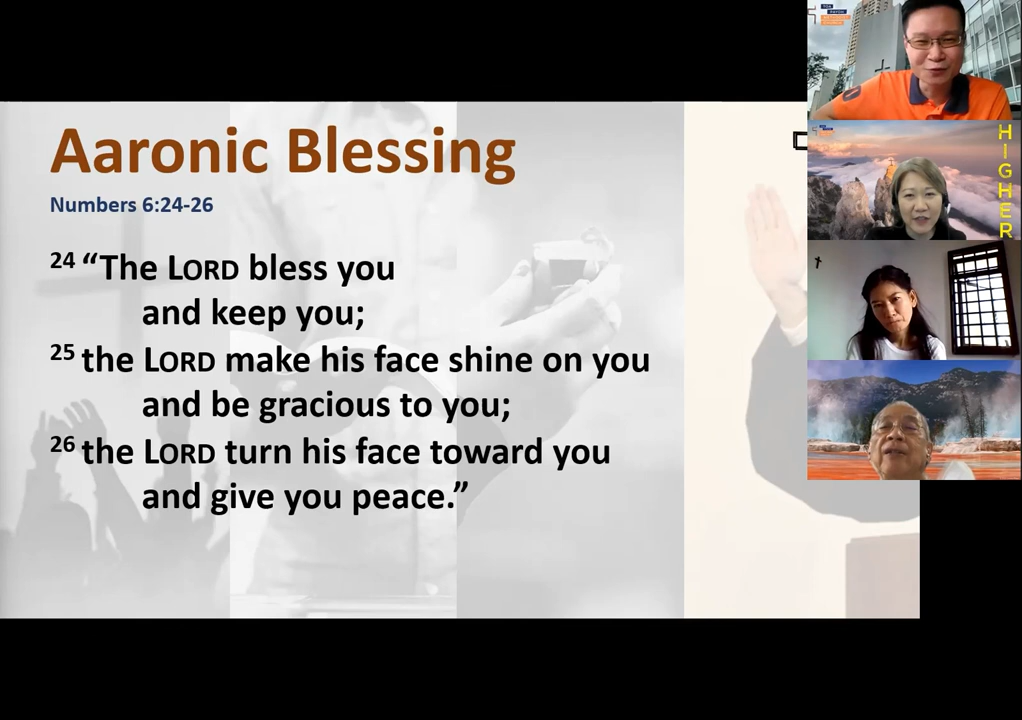 Aaronic Blessing
Numbers 6:24-26
24 “The LORD bless you
and keep you;
25 the LORD make his face shine on you
and be gracious to you;
26 the LORD turn his face toward you
and give you peace.”
HIGHER